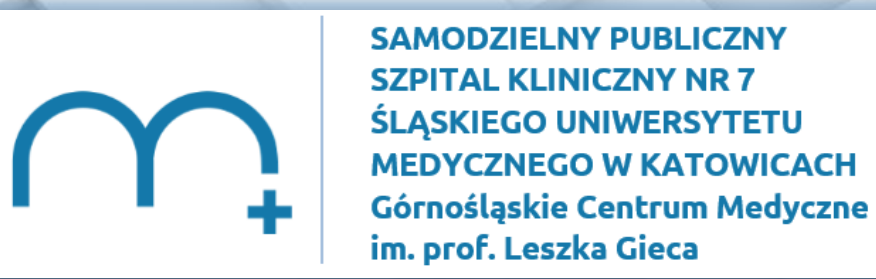 SAMODZIELNY PUBLICZNY
SZPITAL KLINICZNY NR 7
ŚLĄSKIEGO UNIWERSYTETU
MEDYCZNEGO W KATOWICACH
Górnośląskie Centrum Medyczne
im. prof. Leszka Gieca